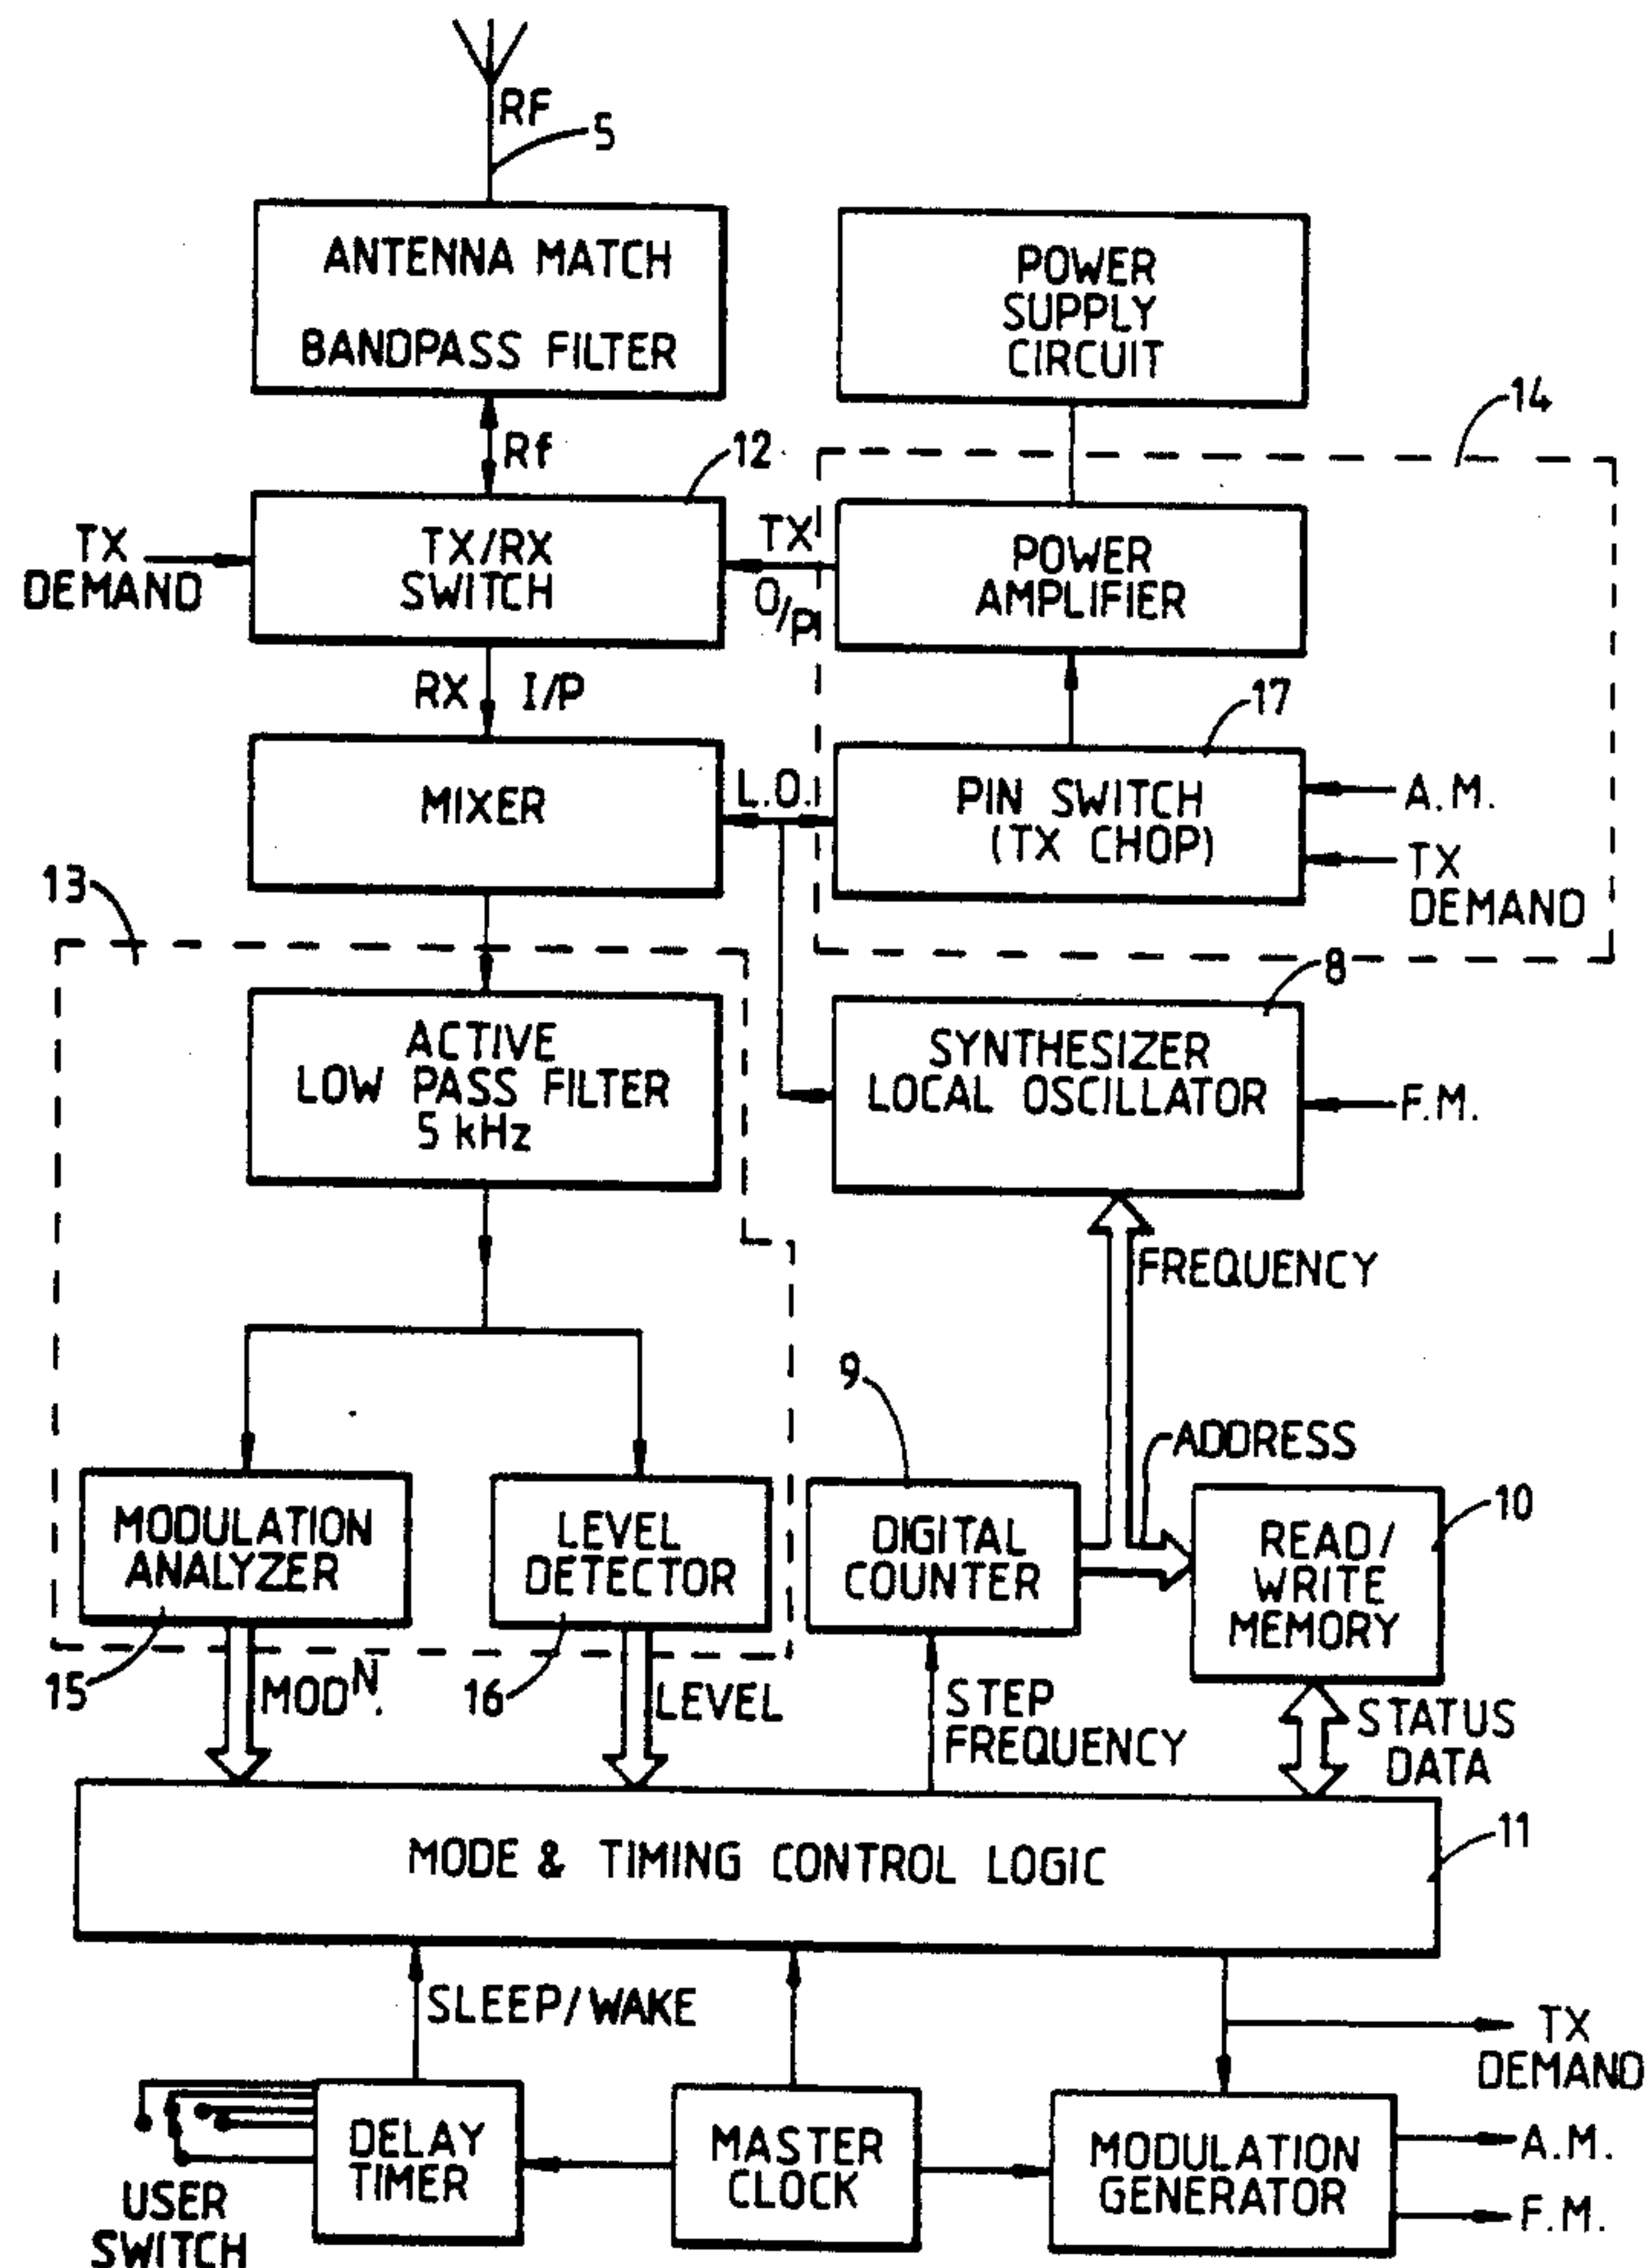 RF
5
ANTENNA MATCH
BANDPASS FILTER
POWER
SUPPLY
CIRCUIT
14
Rf
12
TX
DEMAND
TX/RX
SWITCH
TX
O/P
POWER
AMPLIFIER
RX I/P
17
MIXER
L.O.
PIN SWITCH
(TX CHOP)
A.M.
TX
DEMAND
13
8
ACTIVE
LOW PASS FILTER
5 kHz
SYNTHESIZER
LOCAL OSCILLATOR
F.M.
FREQUENCY
9
ADDRESS
MODULATION
ANALYZER
LEVEL
DETECTOR
DIGITAL
COUNTER
READ/
WRITE
MEMORY
10
15
MODN.
16
LEVEL
STEP
FREQUENCY
STATUS
DATA
MODE & TIMING CONTROL LOGIC
11
SLEEP/WAKE
TX
DEMAND
USER
SWITCH
DELAY
TIMER
MASTER
CLOCK
MODULATION
GENERATOR
A.M.
F.M.